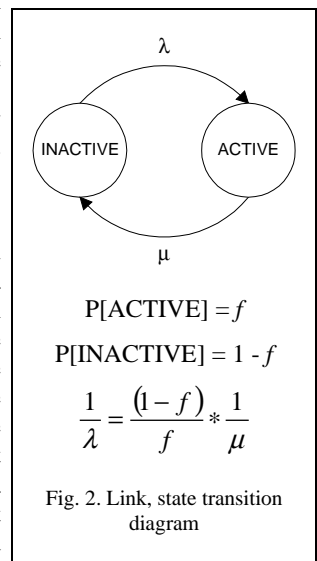 λ
INACTIVE
ACTIVE
μ
P[ACTIVE] = f
P[INACTIVE] = 1 - f
1/λ = (1 − f)/f * 1/μ
Fig. 2. Link, state transition
diagram